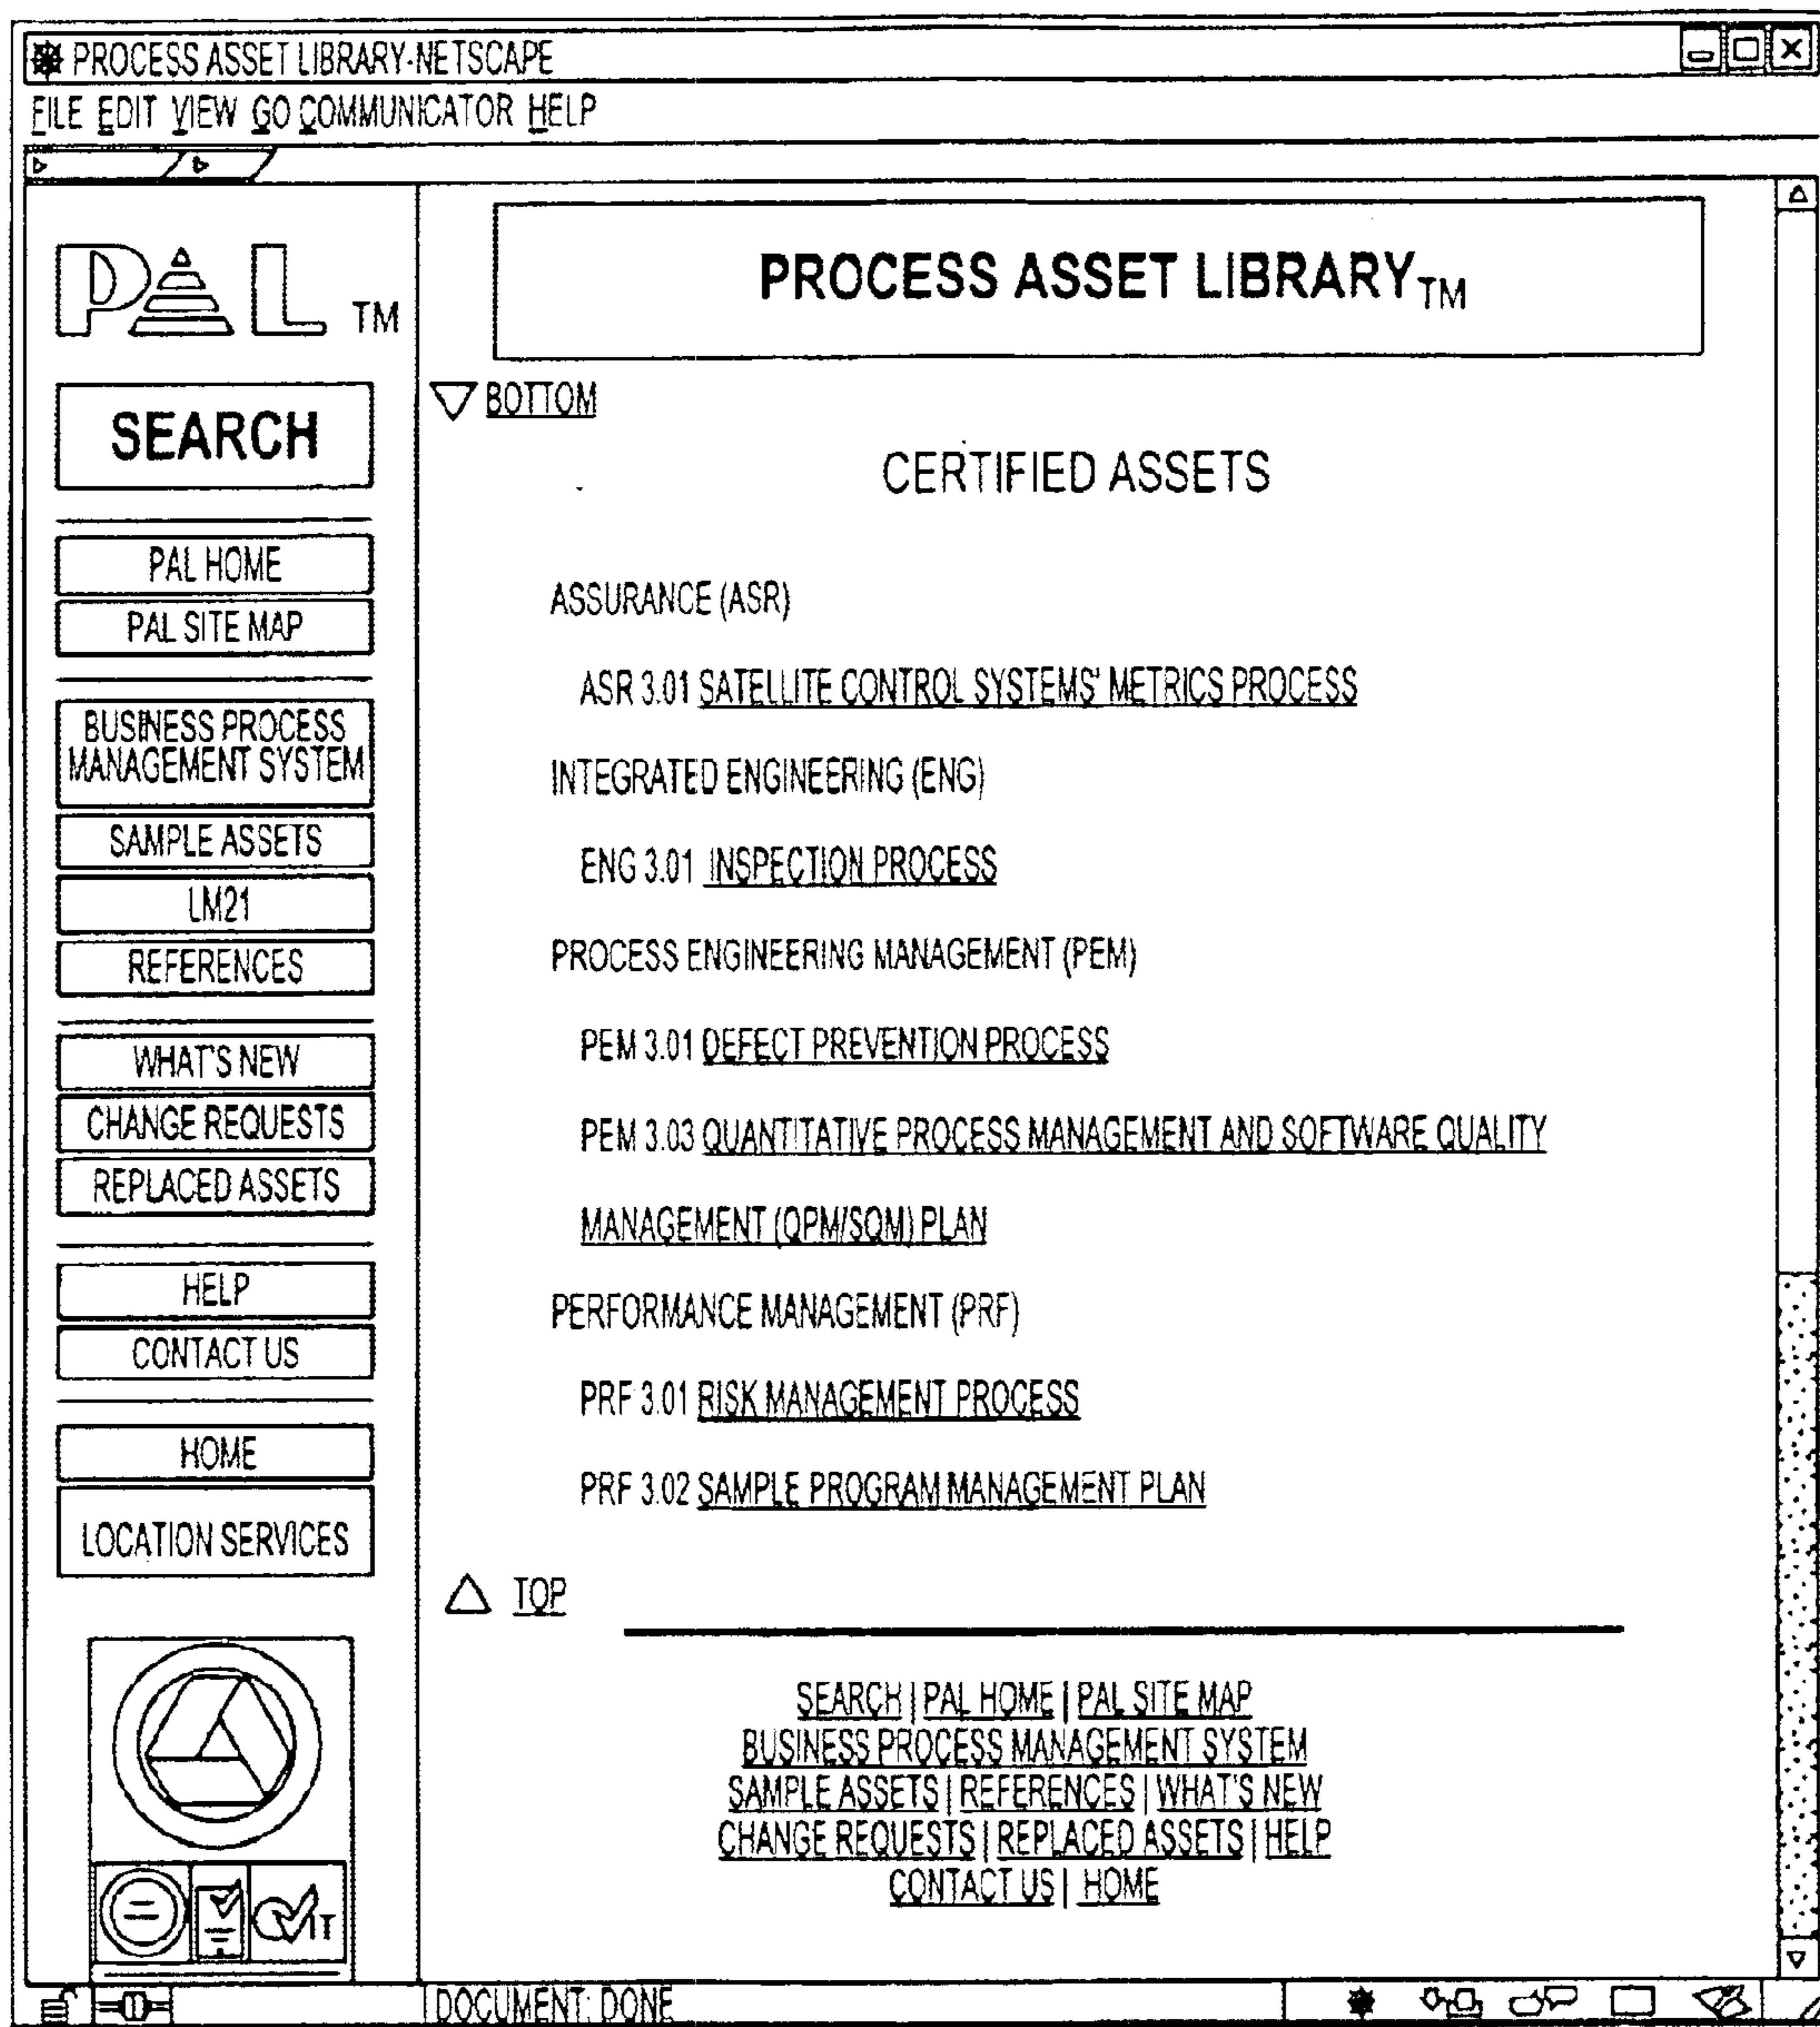 PROCESS ASSET LIBRARY-NETSCAPE
FILE EDIT VIEW GO COMMUNICATOR HELP
PAL TM
SEARCH
PAL HOME
PAL SITE MAP
BUSINESS PROCESS
MANAGEMENT SYSTEM
SAMPLE ASSETS
LM21
REFERENCES
WHAT'S NEW
CHANGE REQUESTS
REPLACED ASSETS
HELP
CONTACT US
HOME
LOCATION SERVICES
PROCESS ASSET LIBRARY TM
BOTTOM
CERTIFIED ASSETS
ASSURANCE (ASR)
ASR 3.01 SATELLITE CONTROL SYSTEMS' METRICS PROCESS
INTEGRATED ENGINEERING (ENG)
ENG 3.01 INSPECTION PROCESS
PROCESS ENGINEERING MANAGEMENT (PEM)
PEM 3.01 DEFECT PREVENTION PROCESS
PEM 3.03 QUANTITATIVE PROCESS MANAGEMENT AND SOFTWARE QUALITY
MANAGEMENT (QPM/SQM) PLAN
PERFORMANCE MANAGEMENT (PRF)
PRF 3.01 RISK MANAGEMENT PROCESS
PRF 3.02 SAMPLE PROGRAM MANAGEMENT PLAN
TOP
SEARCH | PAL HOME | PAL SITE MAP
BUSINESS PROCESS MANAGEMENT SYSTEM
SAMPLE ASSETS | REFERENCES | WHAT'S NEW
CHANGE REQUESTS | REPLACED ASSETS | HELP
CONTACT US | HOME
DOCUMENT: DONE